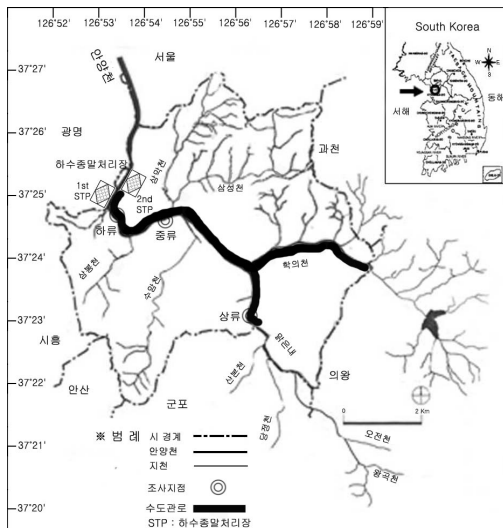 126°52' 126°53' 126°54' 126°55' 126°56' 126°57' 126°58' 126°59'
South Korea
N
W E
S
동해
서해
37°27'
안양천
서울
37°26'
광명
과천
하수종말처리장
삼막천
37°25'
1st STP
2nd STP
삼성천
하류
중류
37°24'
학의천
삼봉천
수암천
37°23'
상류
맑은내
시흥
산본천
의왕
37°22'
안산
군포
0 2 Km
당정천
37°21'
오전천
왕곡천
37°20'
※ 범 례
시 경계
안양천
지천
조사지점
수도관로
STP : 하수종말처리장